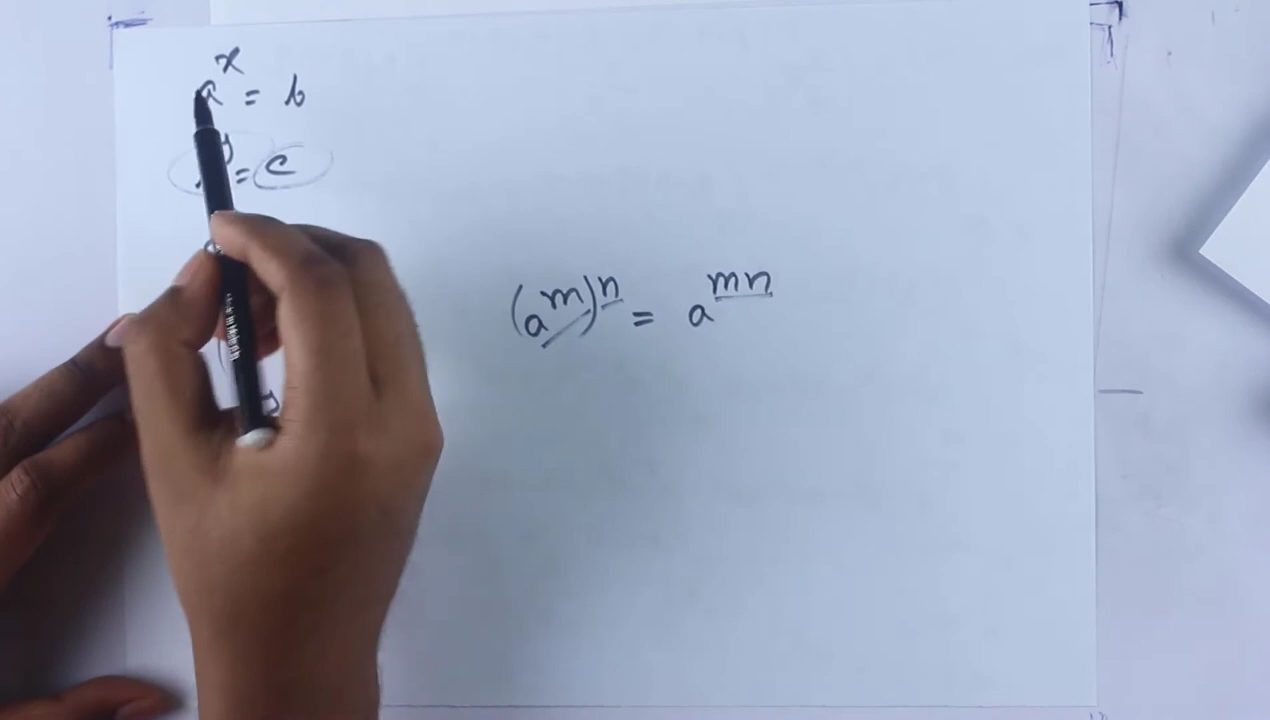 a^x = b
y = c
(a^m)^n = a^mn
y